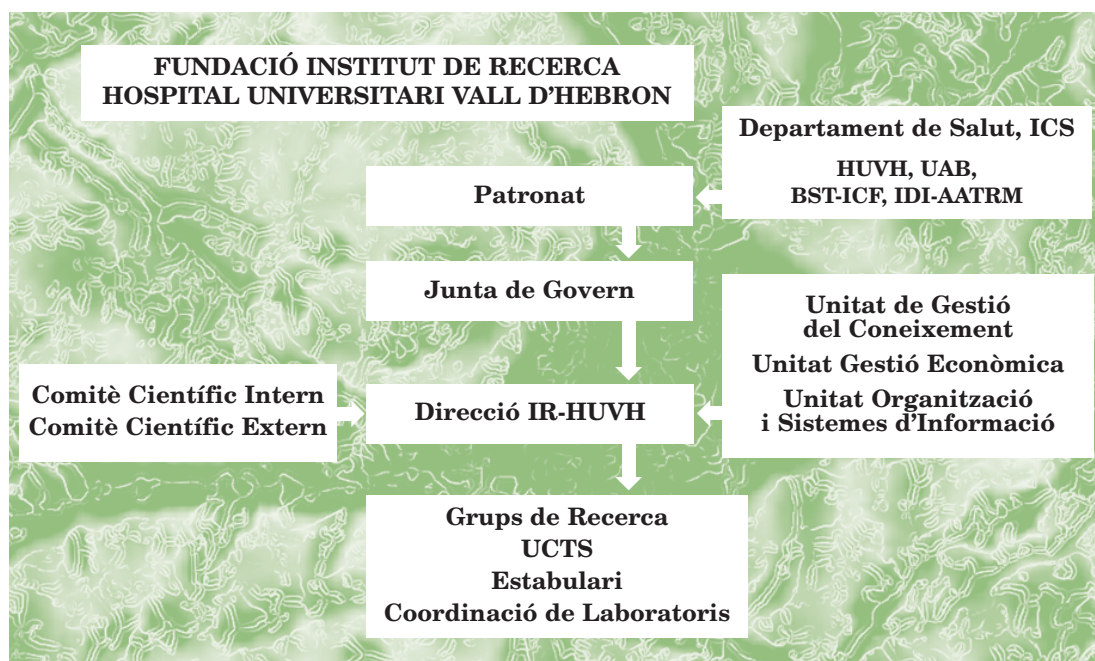 FUNDACIÓ INSTITUT DE RECERCA
HOSPITAL UNIVERSITARI VALL D'HEBRON
Departament de Salut, ICS
HUVH, UAB,
BST-ICF, IDI-AATRM
Patronat
Junta de Govern
Unitat de Gestió
del Coneixement
Unitat Gestió Econòmica
Unitat Organització
i Sistemes d'Informació
Comitè Científic Intern
Comitè Científic Extern
Direcció IR-HUVH
Grups de Recerca
UCTS
Estabulari
Coordinació de Laboratoris